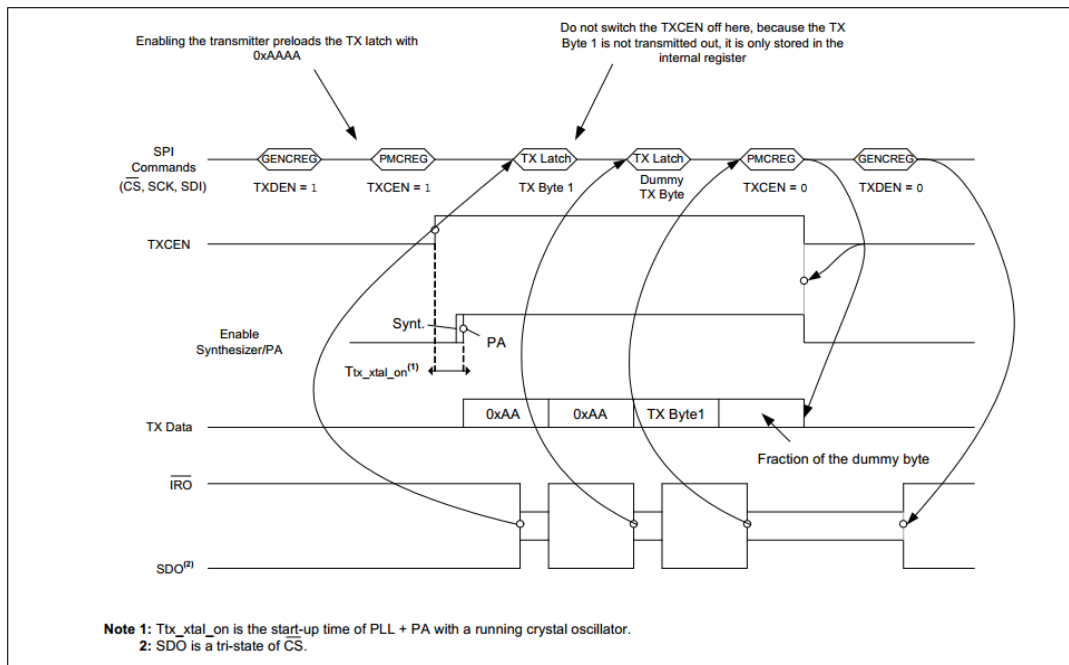 Enabling the transmitter preloads the TX latch with
0xAAAA
Do not switch the TXCEN off here, because the TX
Byte 1 is not transmitted out, it is only stored in the
internal register
SPI
Commands
(CS, SCK, SDI)
GENCREG
PMCREG
TX Latch
TX Latch
PMCREG
GENCREG
TXDEN = 1
TXCEN = 1
TX Byte 1
Dummy
TX Byte
TXCEN = 0
TXDEN = 0
TXCEN
Enable
Synthesizer/PA
Synt.
PA
Ttx_xtal_on(1)
TX Data
0xAA
0xAA
TX Byte1
Fraction of the dummy byte
IRO
SDO(2)
Note 1: Ttx_xtal_on is the start-up time of PLL + PA with a running crystal oscillator.
2: SDO is a tri-state of CS.